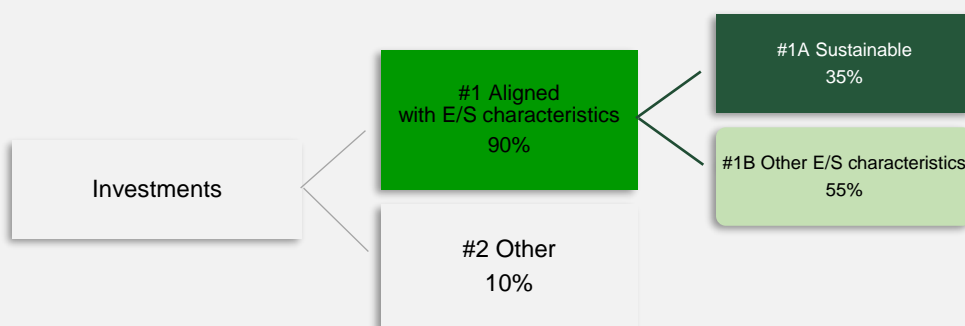 Investments
#1 Aligned
with E/S characteristics
90%
#2 Other
10%
#1A Sustainable
35%
#1B Other E/S characteristics
55%